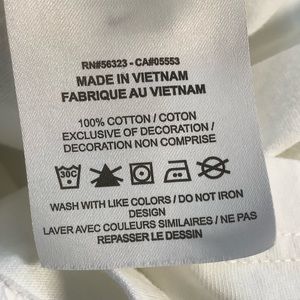 RN#56323 - CA#05553
MADE IN VIETNAM
FABRIQUE AU VIETNAM
100% COTTON / COTON
EXCLUSIVE OF DECORATION /
DECORATION NON COMPRISE
30C
WASH WITH LIKE COLORS / DO NOT IRON
DESIGN
LAVER AVEC COULEURS SIMILAIRES / NE PAS
REPASSER LE DESSIN